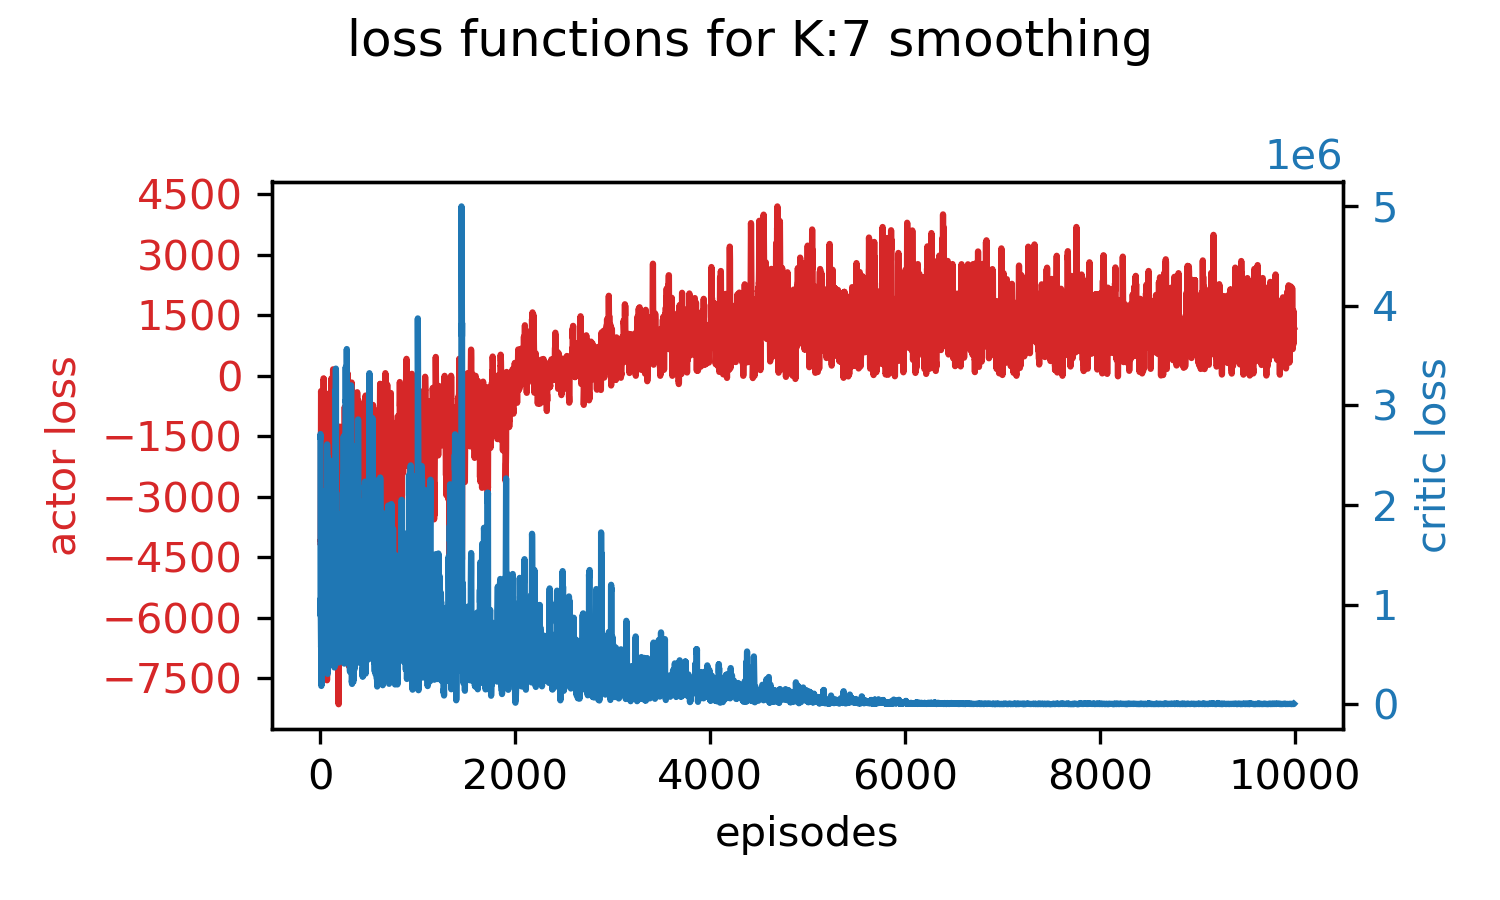 loss functions for K:7 smoothing
1e6
4500
3000
1500
0
−1500
−3000
−4500
−6000
−7500
actor loss
5
4
3
2
1
0
critic loss
0 2000 4000 6000 8000 10000
episodes